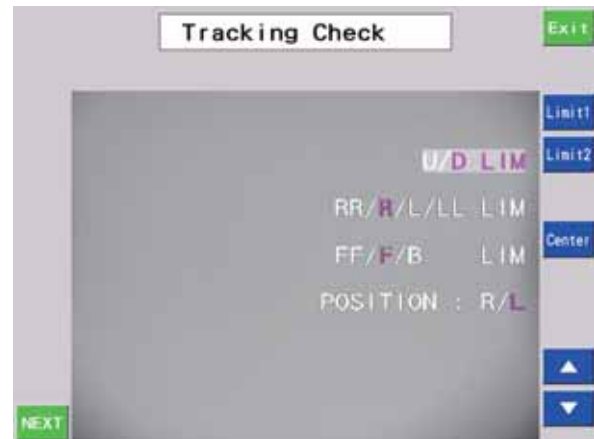 Tracking Check
Exit
Limit1
U/D LIM
Limit2
RR/R/L/LL LIM
Center
FF/F/B LIM
POSITION : R/L
NEXT